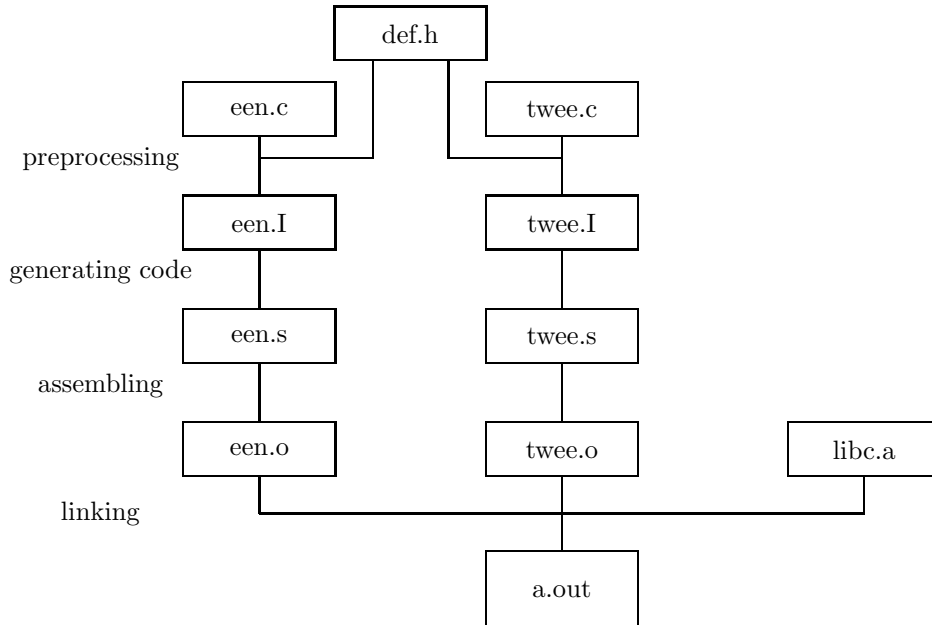 def.h
een.c
twee.c
preprocessing
een.I
twee.I
generating code
een.s
twee.s
assembling
een.o
twee.o
libc.a
linking
a.out